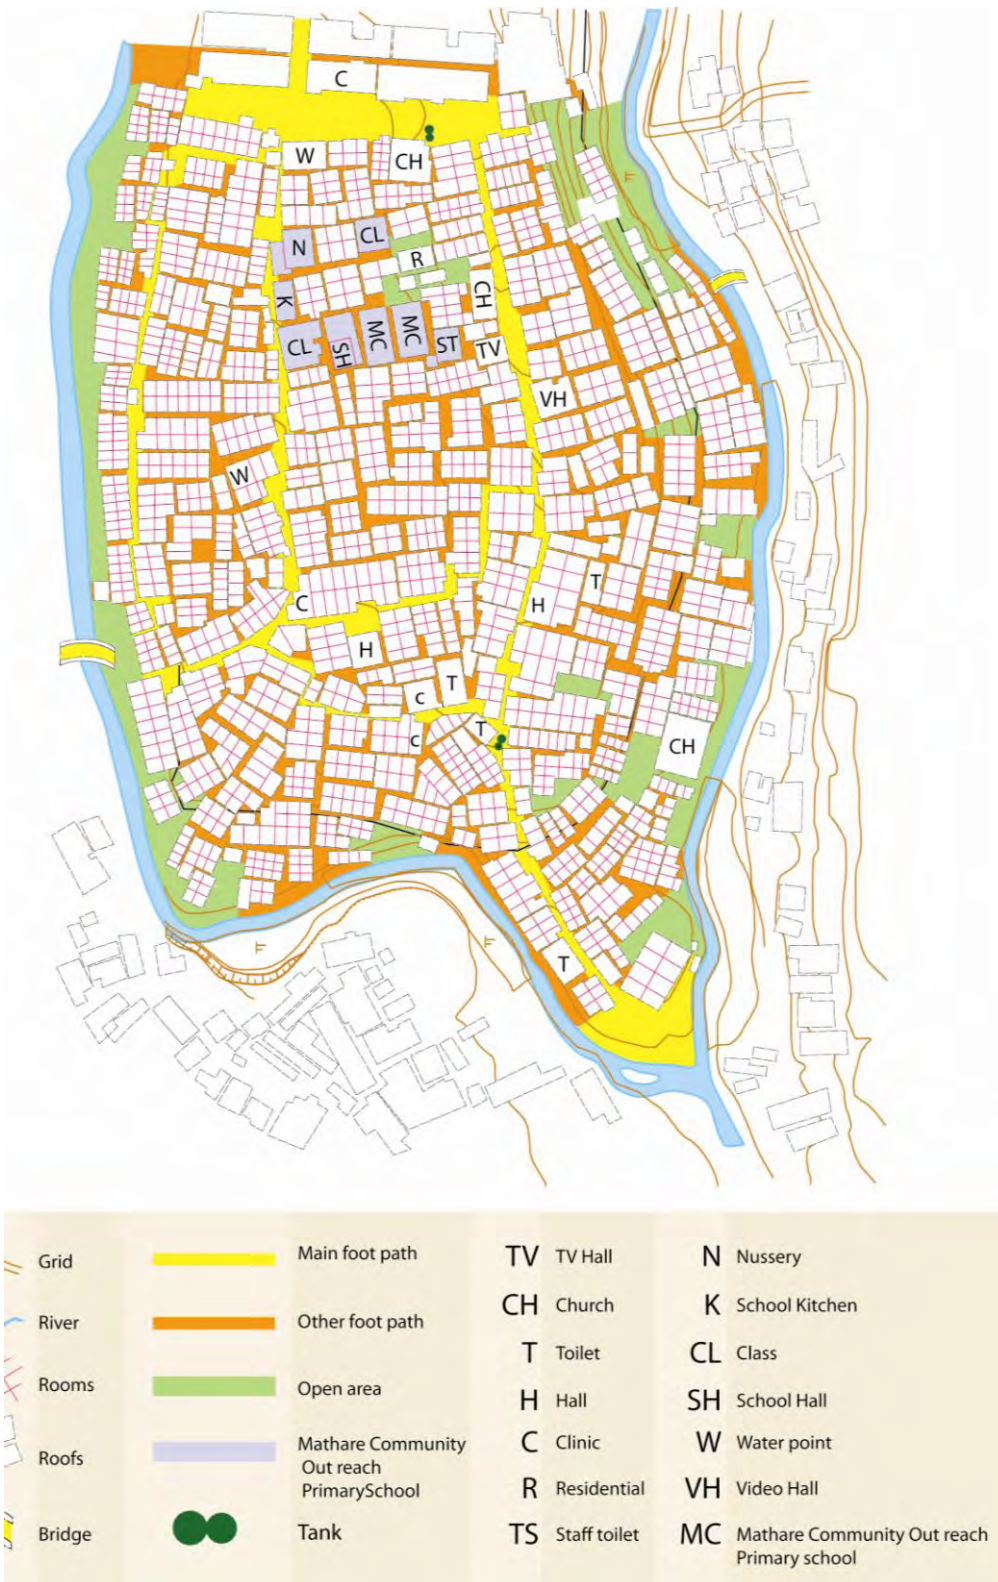 C
W
CH
N
CL
R
K
CH
CL
SH
MC
MC
ST
TV
VH
W
T
C
H
H
C
T
T
C
CH
T
Grid
River
Rooms
Roofs
Bridge
Main foot path
Other foot path
Open area
Mathare Community
Out reach
PrimarySchool
Tank
TV TV Hall
CH Church
T Toilet
H Hall
C Clinic
R Residential
TS Staff toilet
N Nussery
K School Kitchen
CL Class
SH School Hall
W Water point
VH Video Hall
MC Mathare Community Out reach
Primary school